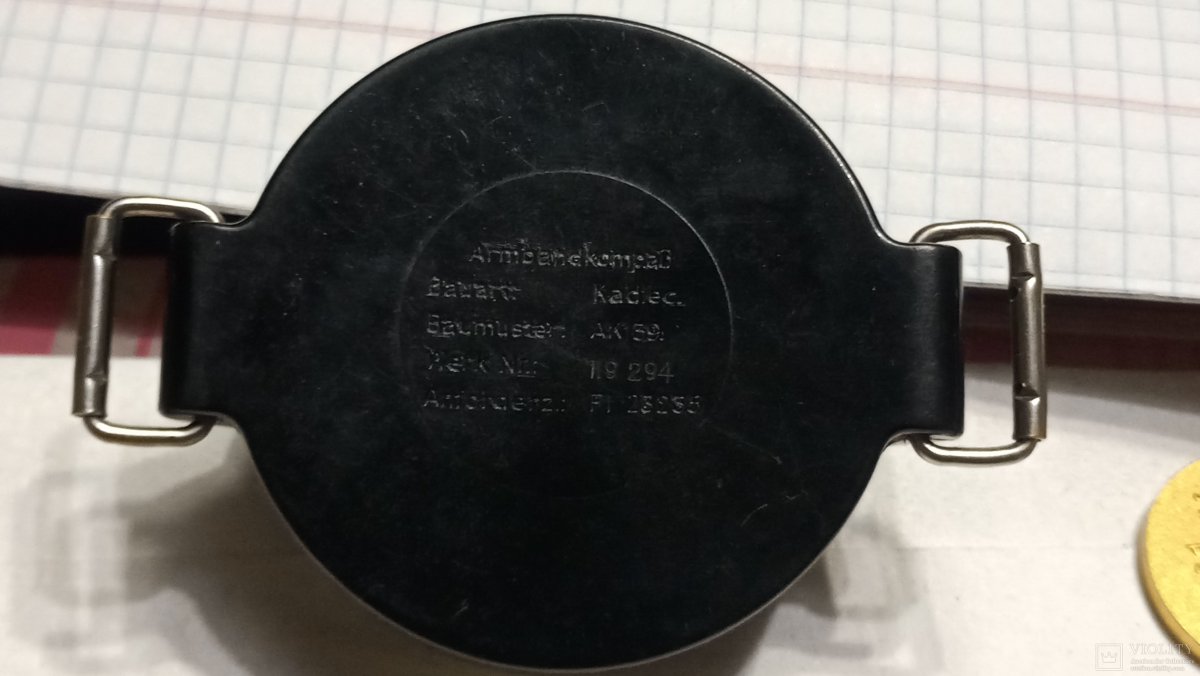 Armbandkompaß
Bauart: Kadlec.
Baumuster: AK 39.
Werk Nr.: 19 294
Anforderz.: Fl 23235
VIOLITY